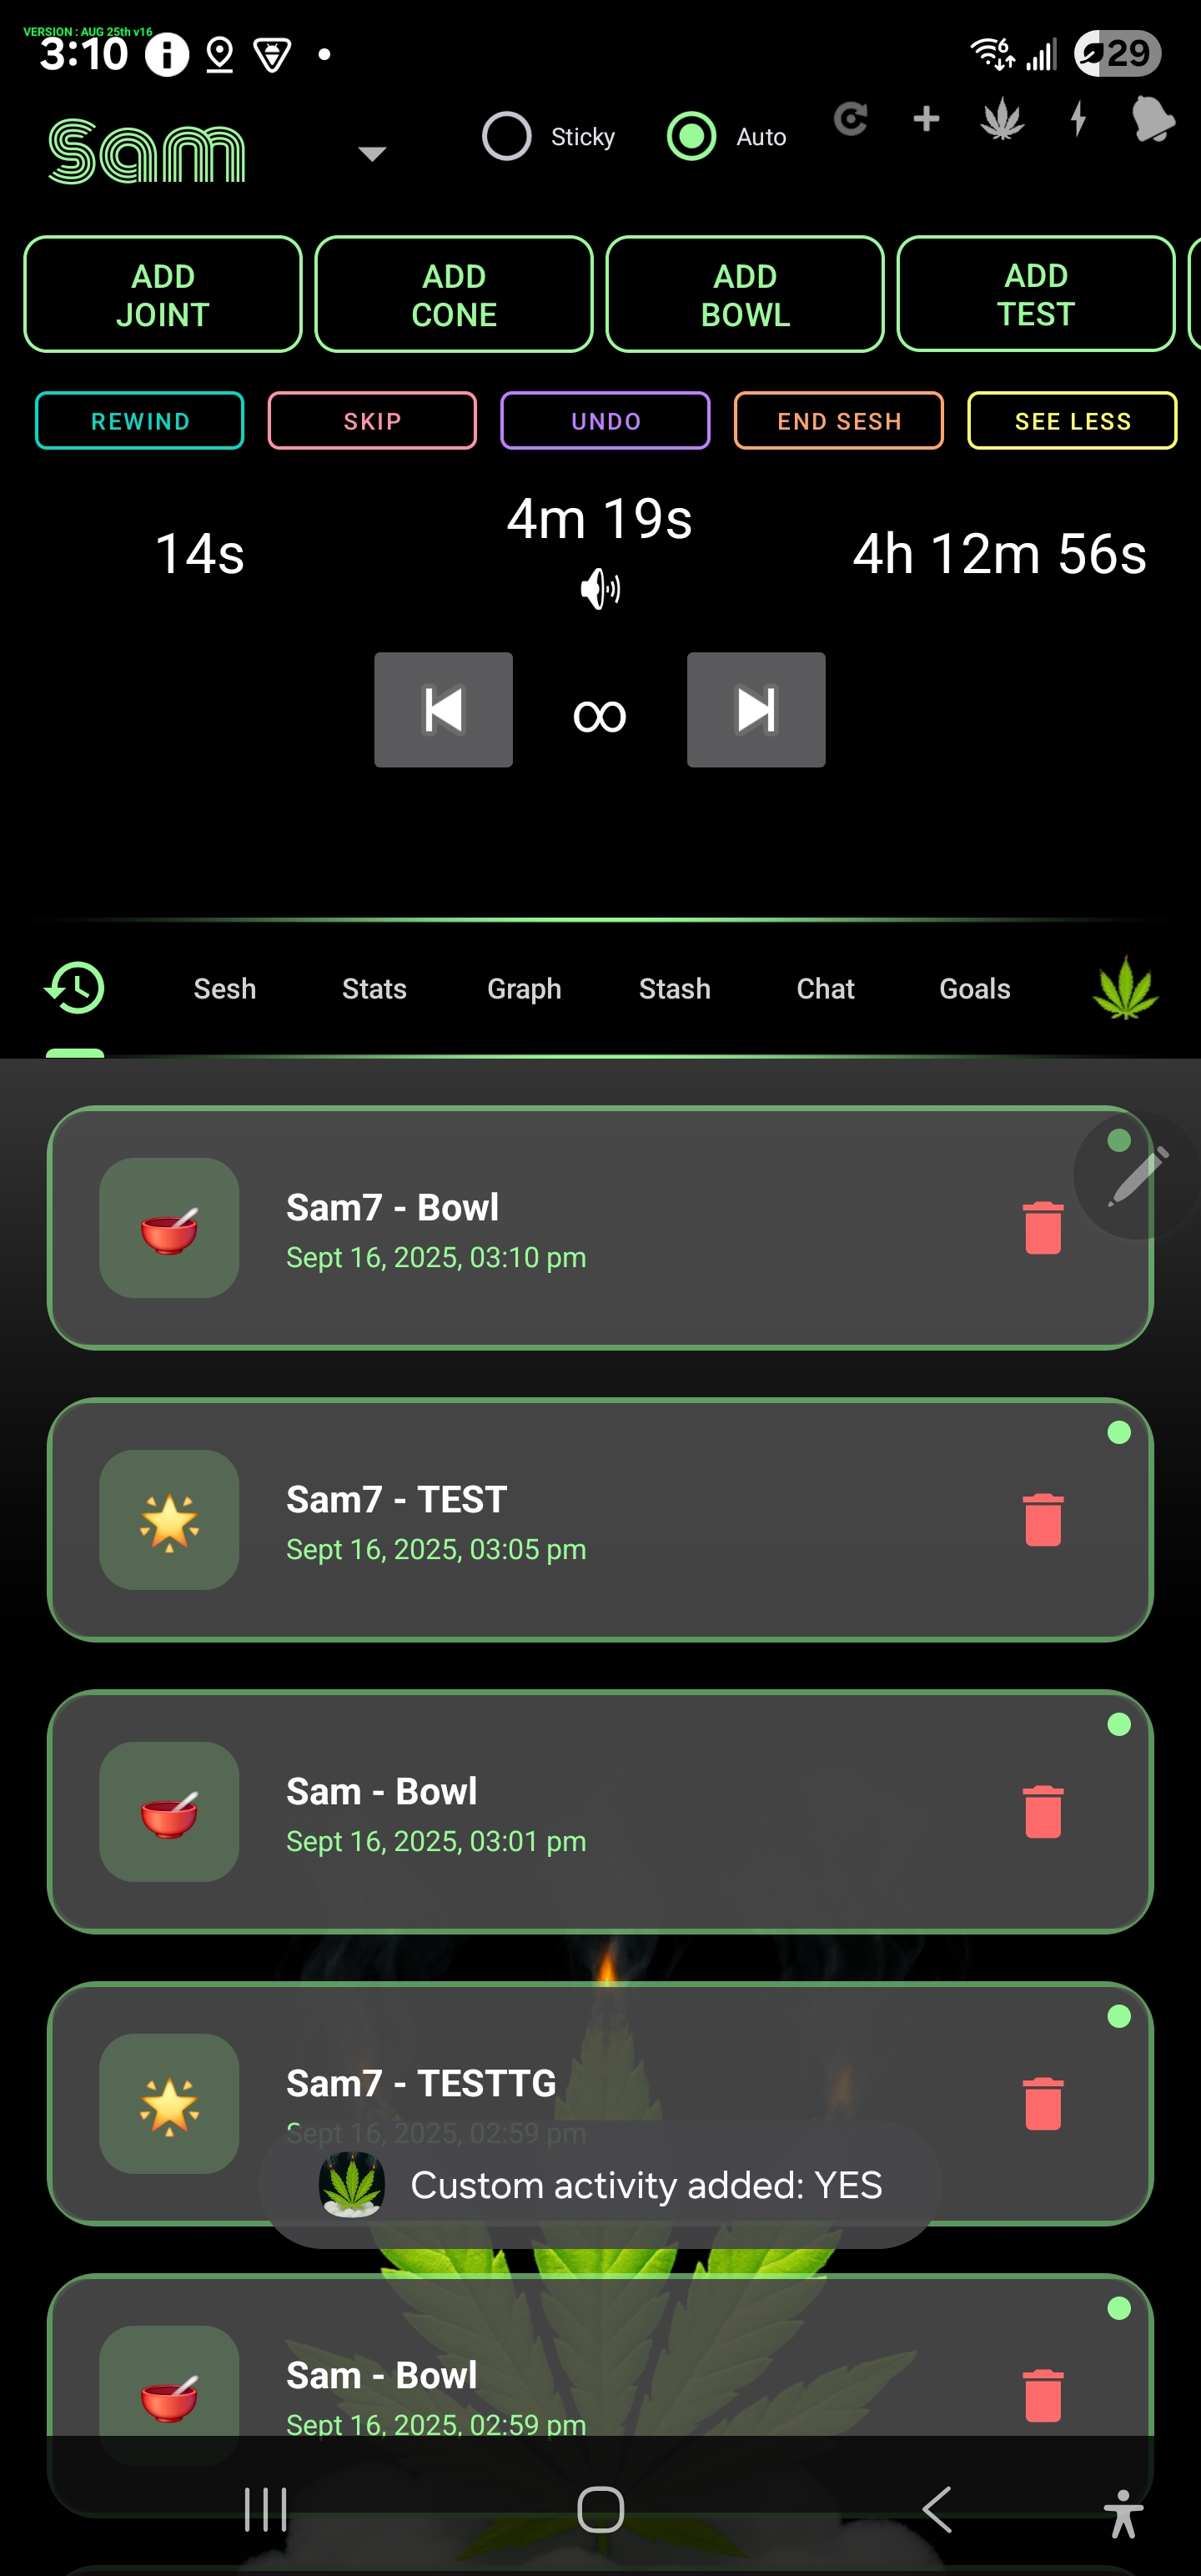 VERSION : AUG 25th v16
3:10
6
29
Sam
Sticky
Auto
ADD
JOINT
ADD
CONE
ADD
BOWL
ADD
TEST
REWIND
SKIP
UNDO
END SESH
SEE LESS
14s
4m 19s
4h 12m 56s
∞
Sesh
Stats
Graph
Stash
Chat
Goals
Sam7 - Bowl
Sept 16, 2025, 03:10 pm
Sam7 - TEST
Sept 16, 2025, 03:05 pm
Sam - Bowl
Sept 16, 2025, 03:01 pm
Sam7 - TESTTG
Sept 16, 2025, 02:59 pm
Custom activity added: YES
Sam - Bowl
Sept 16, 2025, 02:59 pm